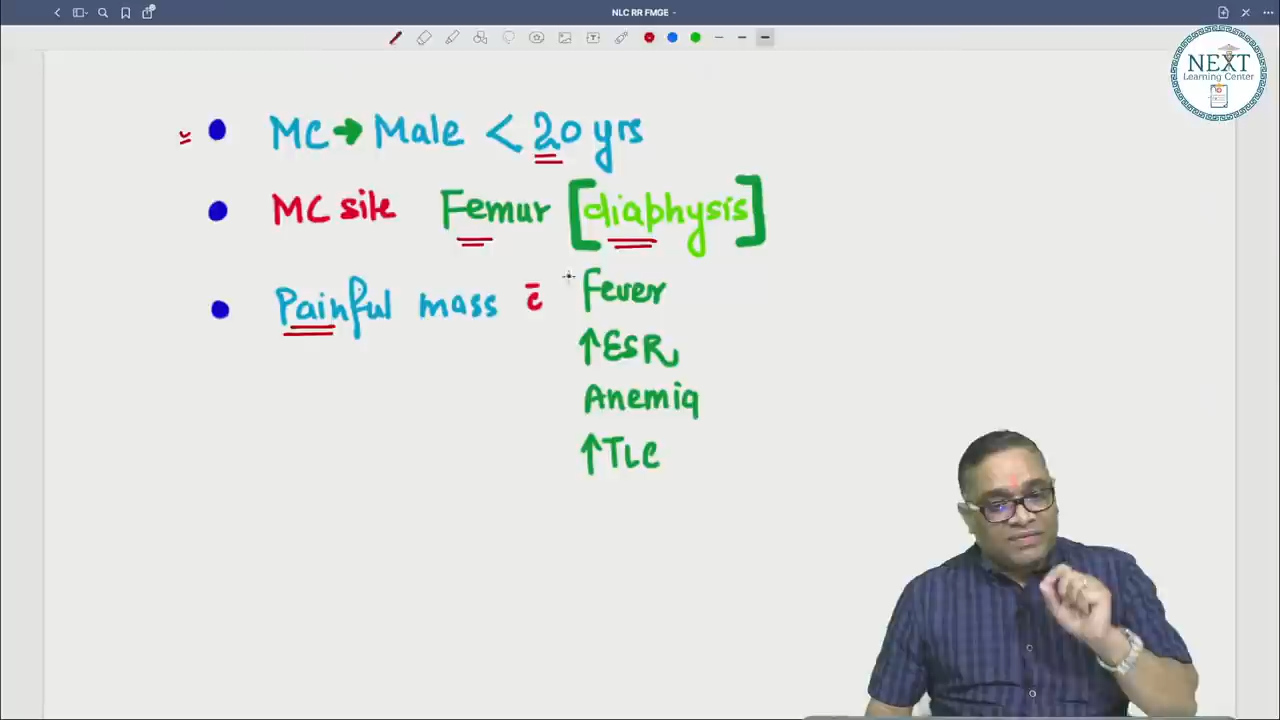 NLC RR FMGE
NEXT
Learning Center
MC → Male < 20 yrs
MC site Femur [diaphysis]
Painful mass c̄ Fever
↑ESR
Anemia
↑TLC